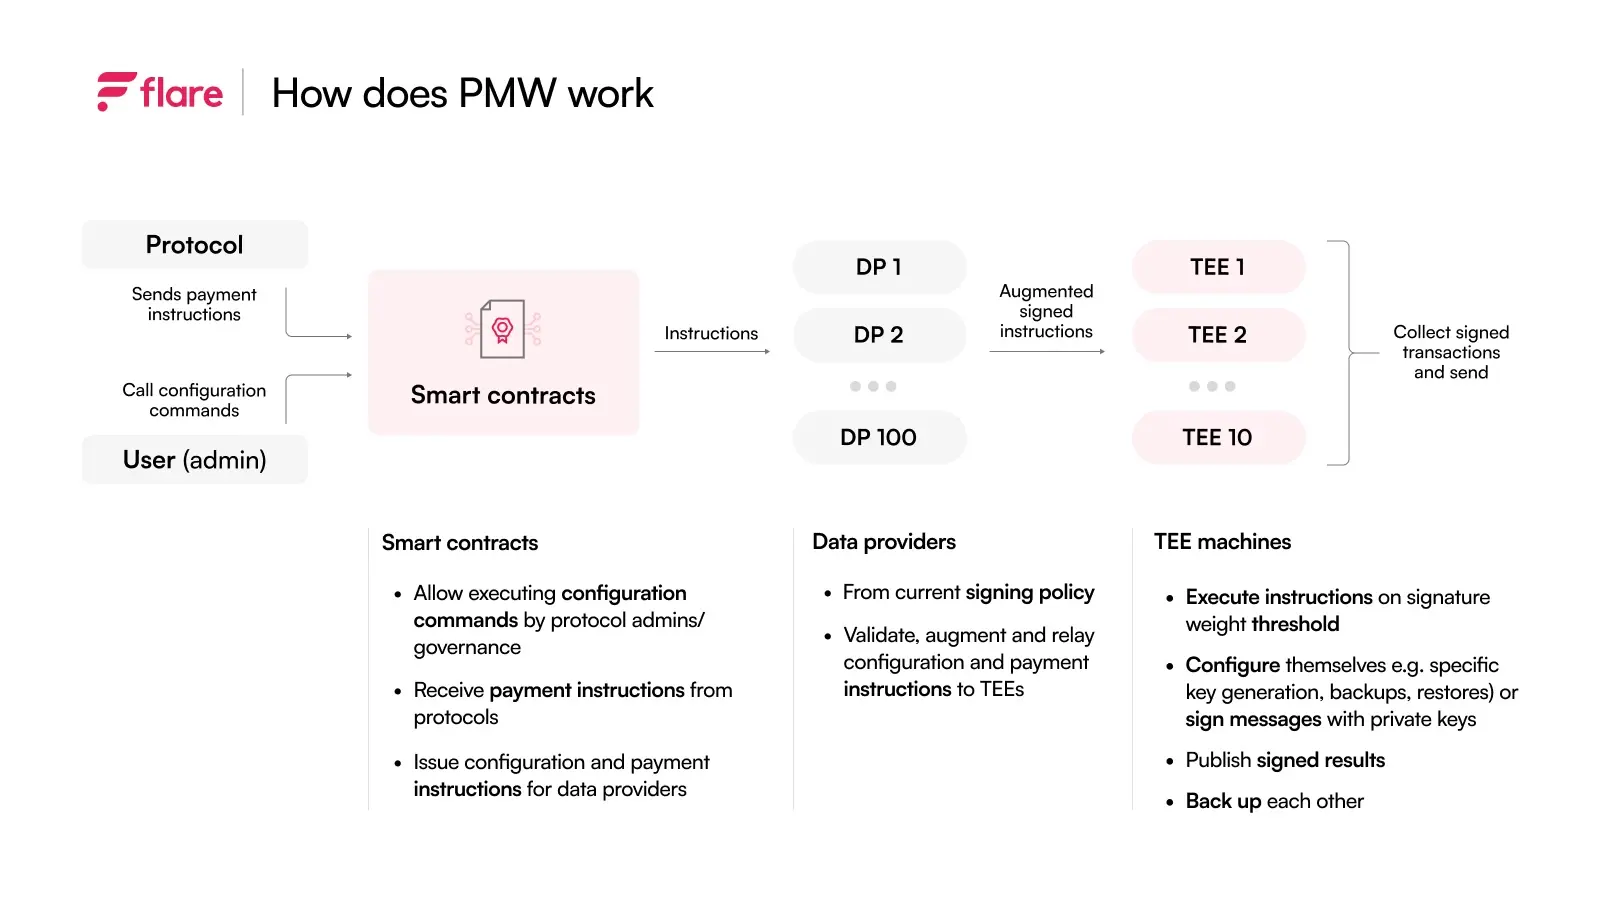 flare
How does PMW work
Protocol
Sends payment
instructions
Call configuration
commands
User (admin)
Smart contracts
Instructions
DP 1
DP 2
DP 100
Augmented
signed
instructions
TEE 1
TEE 2
TEE 10
Collect signed
transactions
and send
Smart contracts
• Allow executing configuration
commands by protocol admins/
governance
• Receive payment instructions from
protocols
• Issue configuration and payment
instructions for data providers
Data providers
• From current signing policy
• Validate, augment and relay
configuration and payment
instructions to TEEs
TEE machines
• Execute instructions on signature
weight threshold
• Configure themselves e.g. specific
key generation, backups, restores) or
sign messages with private keys
• Publish signed results
• Back up each other